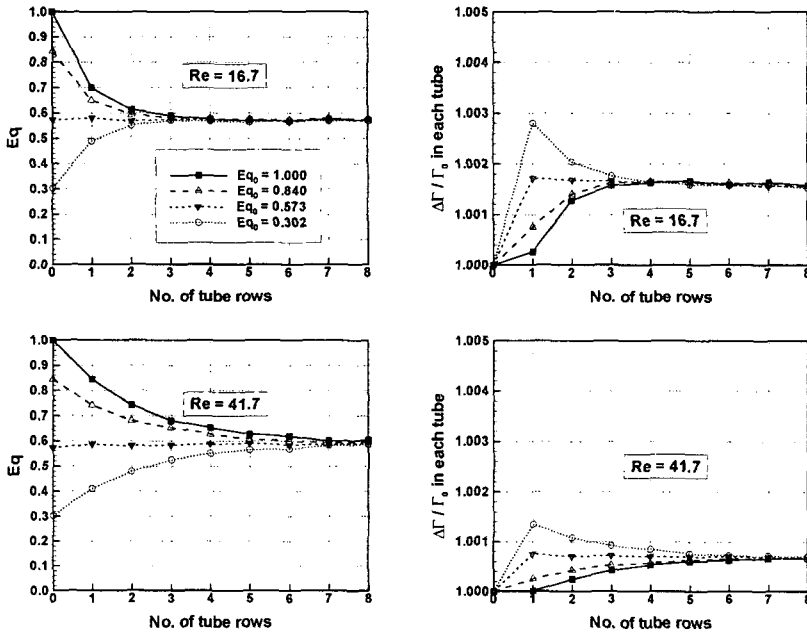 1.0
0.9
0.8
0.7
0.6
0.5
0.4
0.3
0.2
0.1
0.0
Eq
Re = 16.7
Eq₀ = 1.000
Eq₀ = 0.840
Eq₀ = 0.573
Eq₀ = 0.302
0 1 2 3 4 5 6 7 8
No. of tube rows
1.005
1.004
1.003
1.002
1.001
1.000
ΔΓ / Γ₀ in each tube
Re = 16.7
0 1 2 3 4 5 6 7 8
No. of tube rows
1.0
0.9
0.8
0.7
0.6
0.5
0.4
0.3
0.2
0.1
0.0
Eq
Re = 41.7
0 1 2 3 4 5 6 7 8
No. of tube rows
1.005
1.004
1.003
1.002
1.001
1.000
ΔΓ / Γ₀ in each tube
Re = 41.7
0 1 2 3 4 5 6 7 8
No. of tube rows